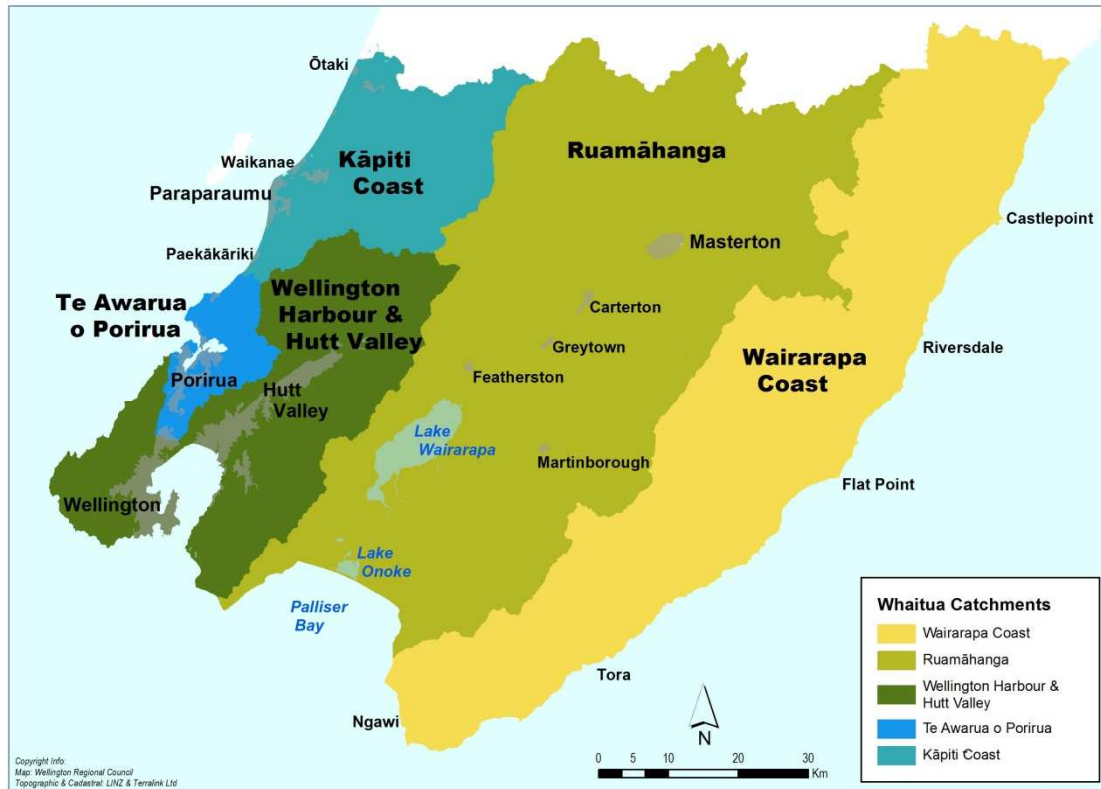 Ōtaki
Waikanae
Kāpiti
Coast
Paraparaumu
Paekākāriki
Ruamāhanga
Masterton
Castlepoint
Te Awarua
o Porirua
Wellington
Harbour &
Hutt Valley
Carterton
Greytown
Featherston
Riversdale
Wairarapa
Coast
Porirua
Hutt
Valley
Lake
Wairarapa
Martinborough
Flat Point
Wellington
Lake
Onoke
Palliser
Bay
Tora
Ngawi
N
0 5 10 20 30
Km
Whaitua Catchments
Wairarapa Coast
Ruamāhanga
Wellington Harbour &
Hutt Valley
Te Awarua o Porirua
Kāpiti Coast
Copyright Info:
Map: Wellington Regional Council
Topographic & Cadastral: LINZ & Terralink Ltd